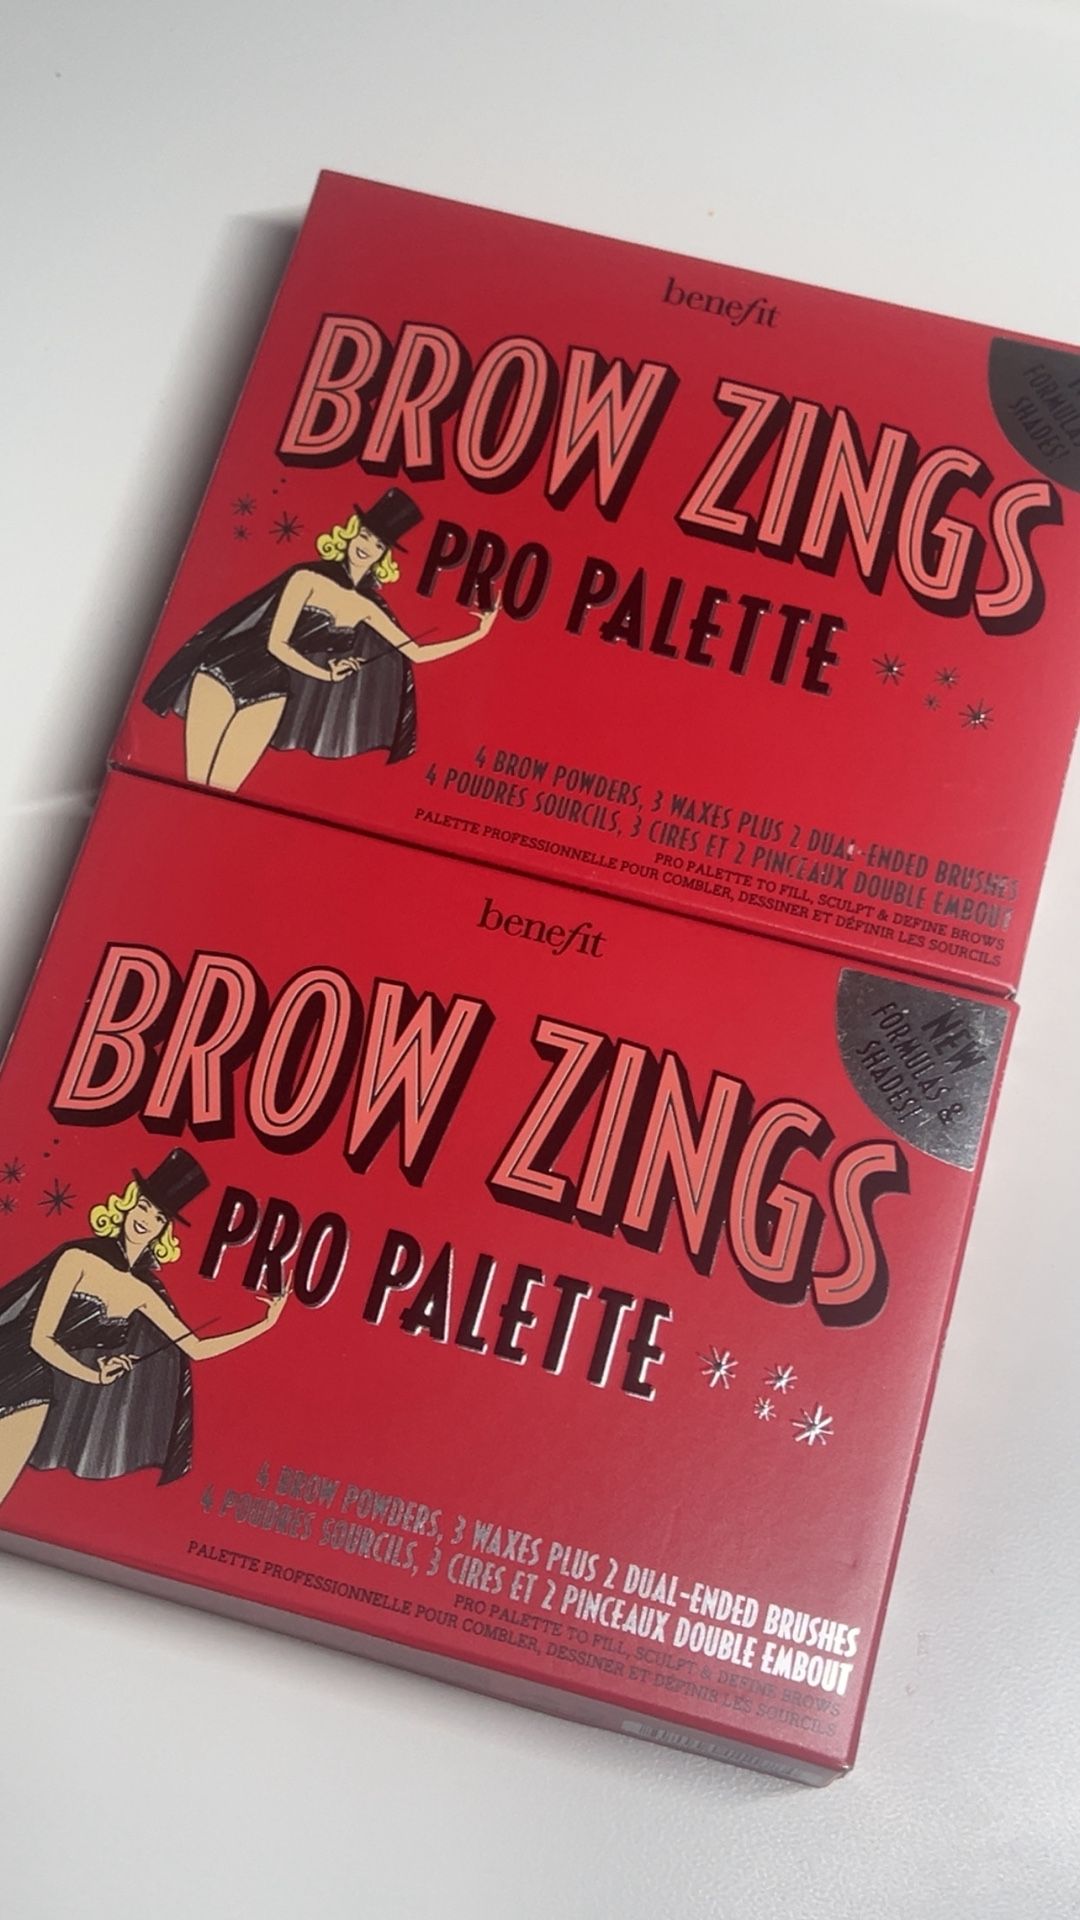 benefit
BROW ZINGS
FORMULAS
SHADES!
PRO PALETTE
4 BROW POWDERS, 3 WAXES PLUS 2 DUAL-ENDED BRUSHES
4 POUDRES SOURCILS, 3 CIRES ET 2 PINCEAUX DOUBLE EMBOUT
PRO PALETTE TO FILL, SCULPT & DEFINE BROWS
PALETTE PROFESSIONNELLE POUR COMBLER, DESSINER ET DÉFINIR LES SOURCILS
benefit
BROW ZINGS
NEW
FORMULAS &
SHADES!
PRO PALETTE
4 BROW POWDERS, 3 WAXES PLUS 2 DUAL-ENDED BRUSHES
4 POUDRES SOURCILS, 3 CIRES ET 2 PINCEAUX DOUBLE EMBOUT
PRO PALETTE TO FILL, SCULPT & DEFINE BROWS
PALETTE PROFESSIONNELLE POUR COMBLER, DESSINER ET DÉFINIR LES SOURCILS